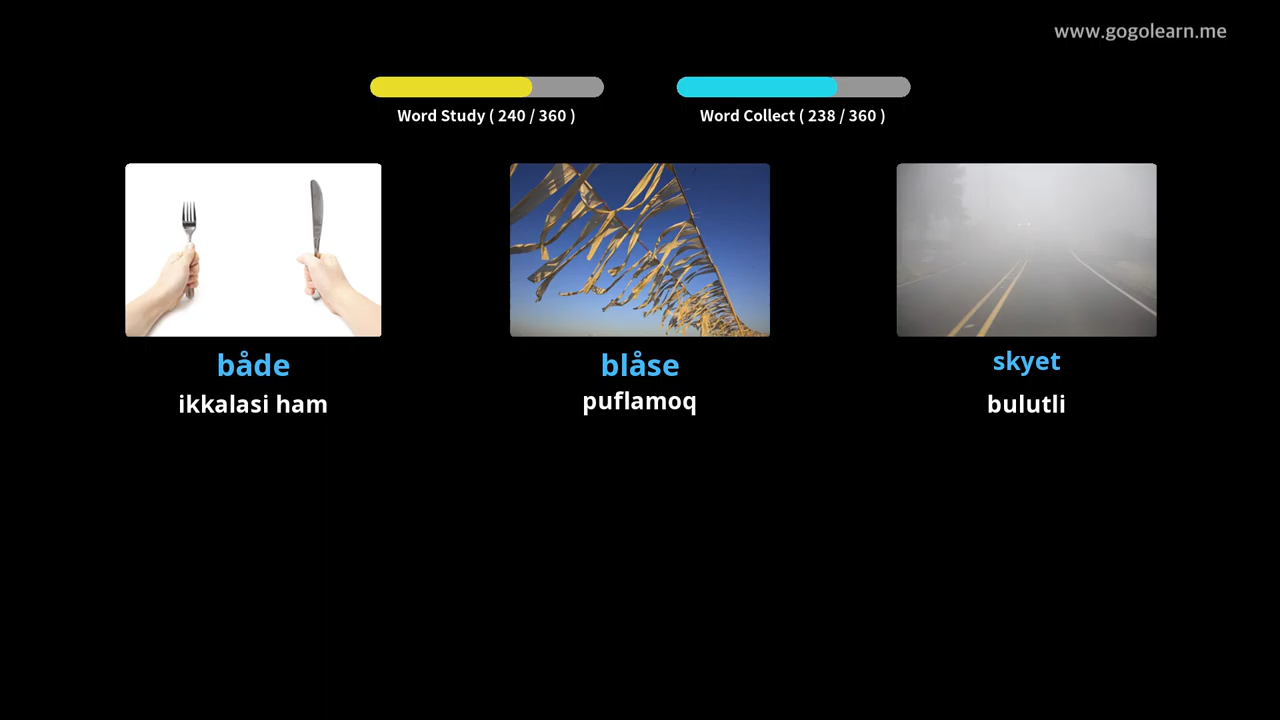 www.gogolearn.me
Word Study ( 240 / 360 )
Word Collect ( 238 / 360 )
både
ikkalasi ham
blåse
puflamoq
skyet
bulutli